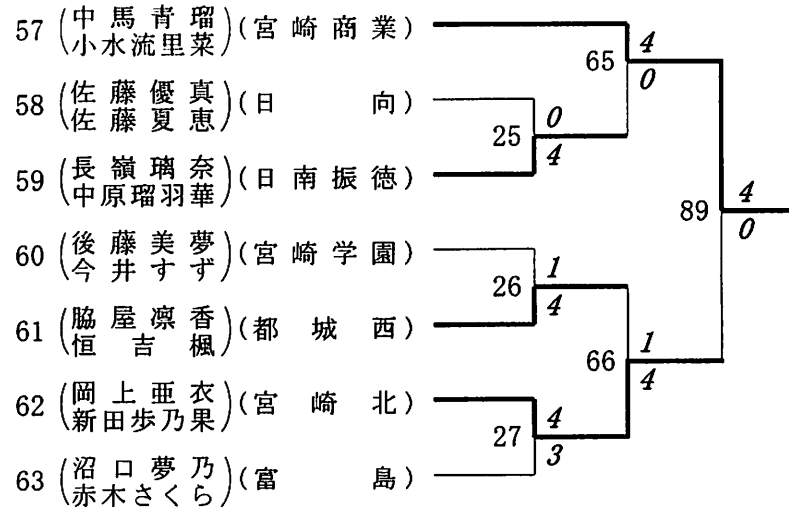 57 (中馬青瑠 小水流里菜) (宮崎商業)
58 (佐藤優真 佐藤夏恵) (日向)
59 (長嶺璃奈 中原瑠羽華) (日南振徳)
60 (後藤美夢 今井すず) (宮崎学園)
61 (脇屋凛香 恒吉楓) (都城西)
62 (岡上亜衣 新田歩乃果) (宮崎北)
63 (沼口夢乃 赤木さくら) (富島)
65 4 0
25 0 4
89 4 0
26 1 4
66 1 4
27 4 3